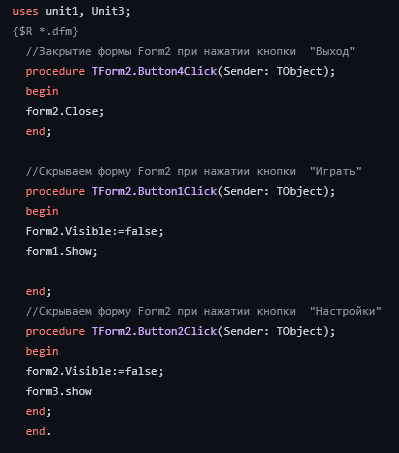 uses unit1, Unit3;
{$R *.dfm}
//Закрытие формы Form2 при нажатии кнопки  "Выход"
procedure TForm2.Button4Click(Sender: TObject);
begin
form2.Close;
end;
//Скрываем форму Form2 при нажатии кнопки  "Играть"
procedure TForm2.Button1Click(Sender: TObject);
begin
Form2.Visible:=false;
form1.Show;
end;
//Скрываем форму Form2 при нажатии кнопки  "Настройки"
procedure TForm2.Button2Click(Sender: TObject);
begin
form2.Visible:=false;
form3.show
end;
end.